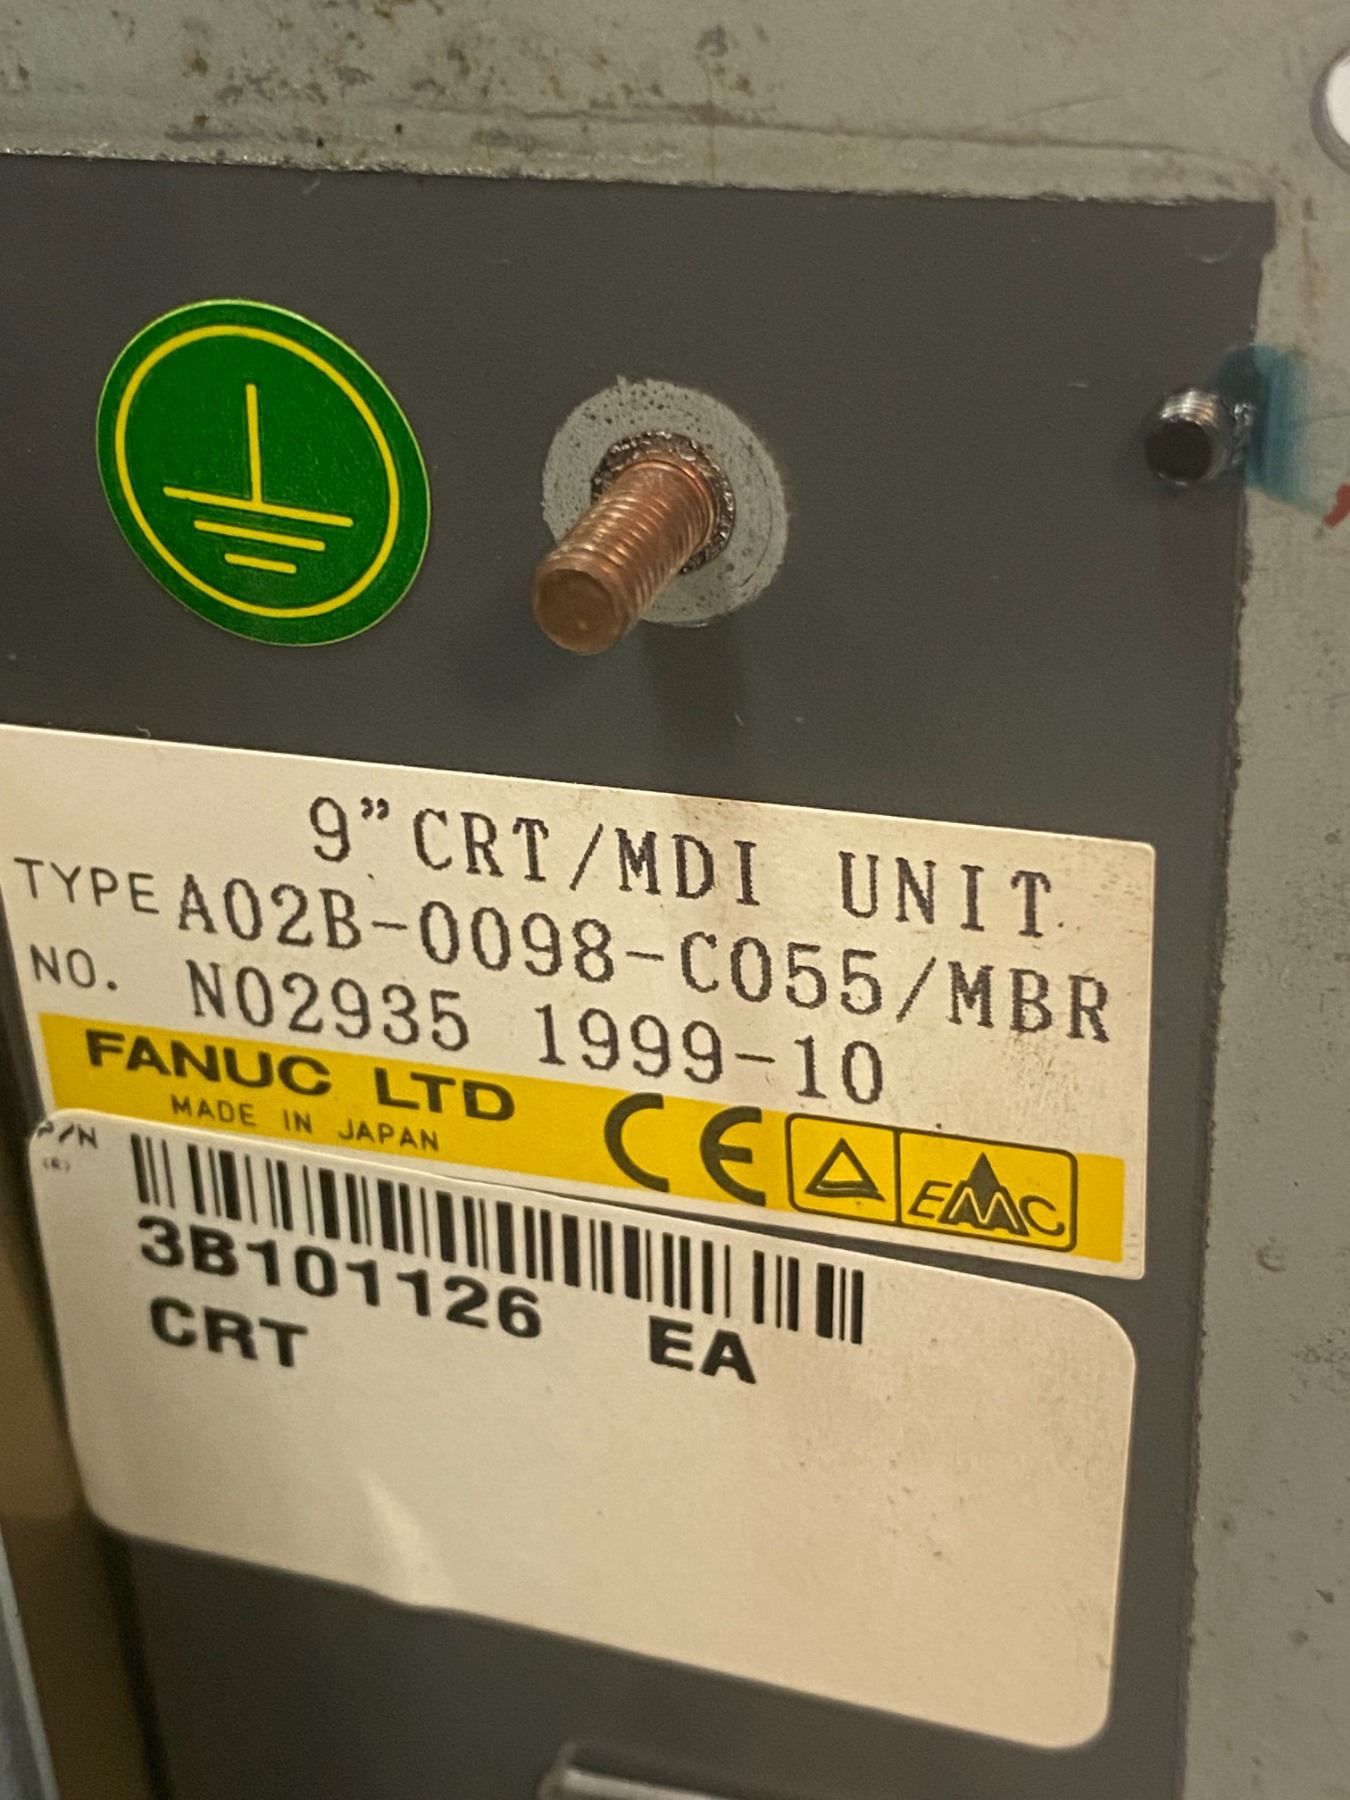 9"CRT/MDI UNIT
TYPE A02B-0098-C055/MBR
NO. N02935 1999-10
FANUC LTD
MADE IN JAPAN
CE EMC
P/N
(R)
3B101126 EA
CRT